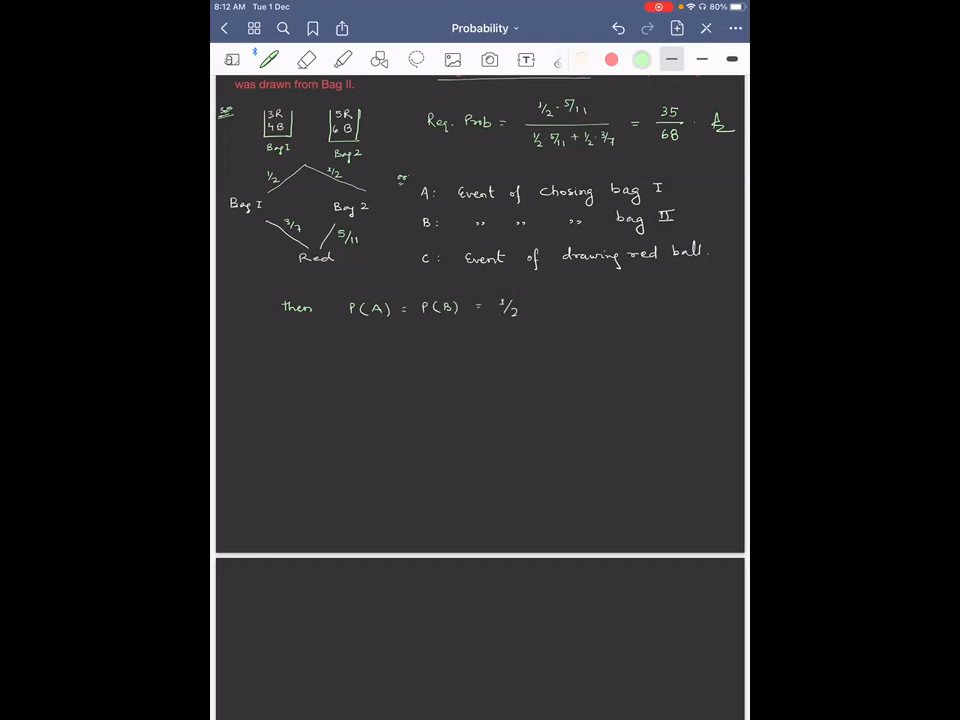 8:12 AM Tue 1 Dec
80%
Probability
was drawn from Bag II.
Soln
3R
4B
Bag 1
5R
6 B
Bag 2
Req. Prob = 1/2 · 5/11 / 1/2 · 5/11 + 1/2 · 3/7 = 35/68 ·
1/2
1/2
Bag I
Bag 2
3/7
5/11
Red
or
A: Event of chosing bag I
B: ,, ,, ,, bag II
C: Event of drawing red ball.
then P(A) = P(B) = 1/2